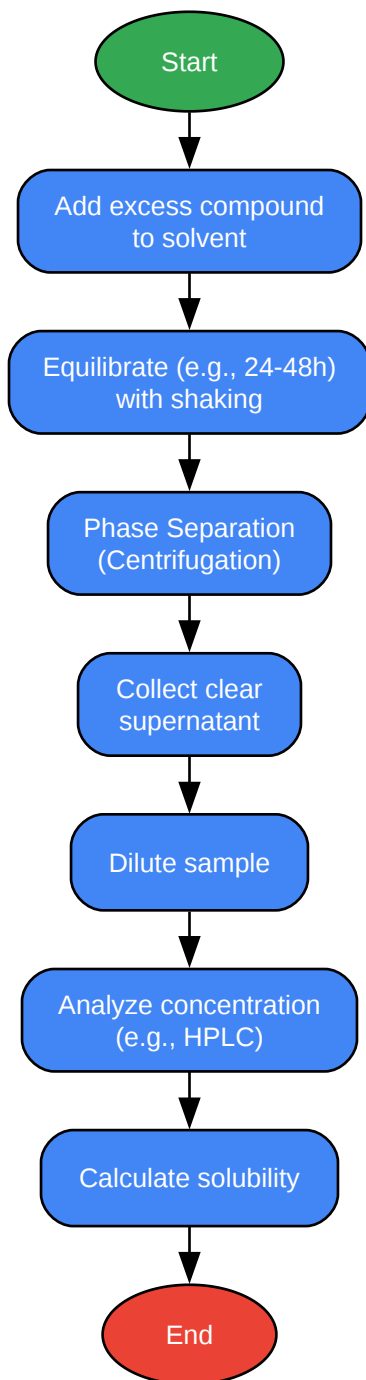 Start
Add excess compound
to solvent
Equilibrate (e.g., 24-48h)
with shaking
Phase Separation
(Centrifugation)
Collect clear
supernatant
Dilute sample
Analyze concentration
(e.g., HPLC)
Calculate solubility
End